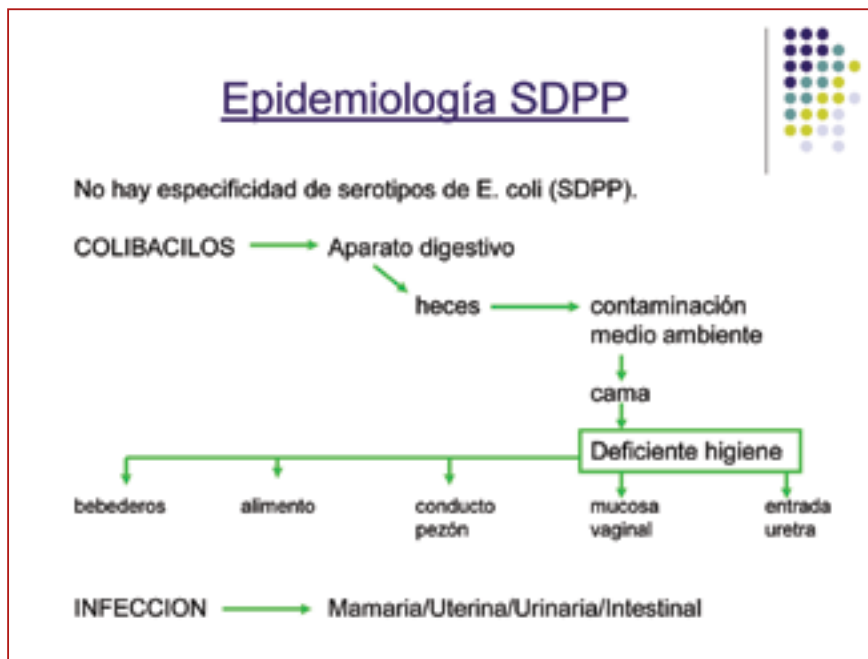 Epidemiología SDPP
No hay especificidad de serotipos de E. coli (SDPP).
COLIBACILOS Aparato digestivo
heces contaminación
medio ambiente
cama
Deficiente higiene
bebederos alimento conducto mucosa entrada
pezón vaginal uretra
INFECCION Mamaria/Uterina/Urinaria/Intestinal